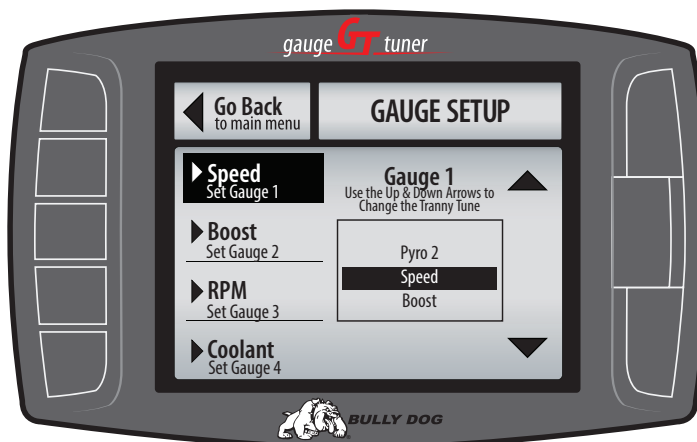 gauge GT tuner
Go Back
to main menu
GAUGE SETUP
Speed
Set Gauge 1
Boost
Set Gauge 2
RPM
Set Gauge 3
Coolant
Set Gauge 4
Gauge 1
Use the Up & Down Arrows to
Change the Tranny Tune
Pyro 2
Speed
Boost
BULLY DOG